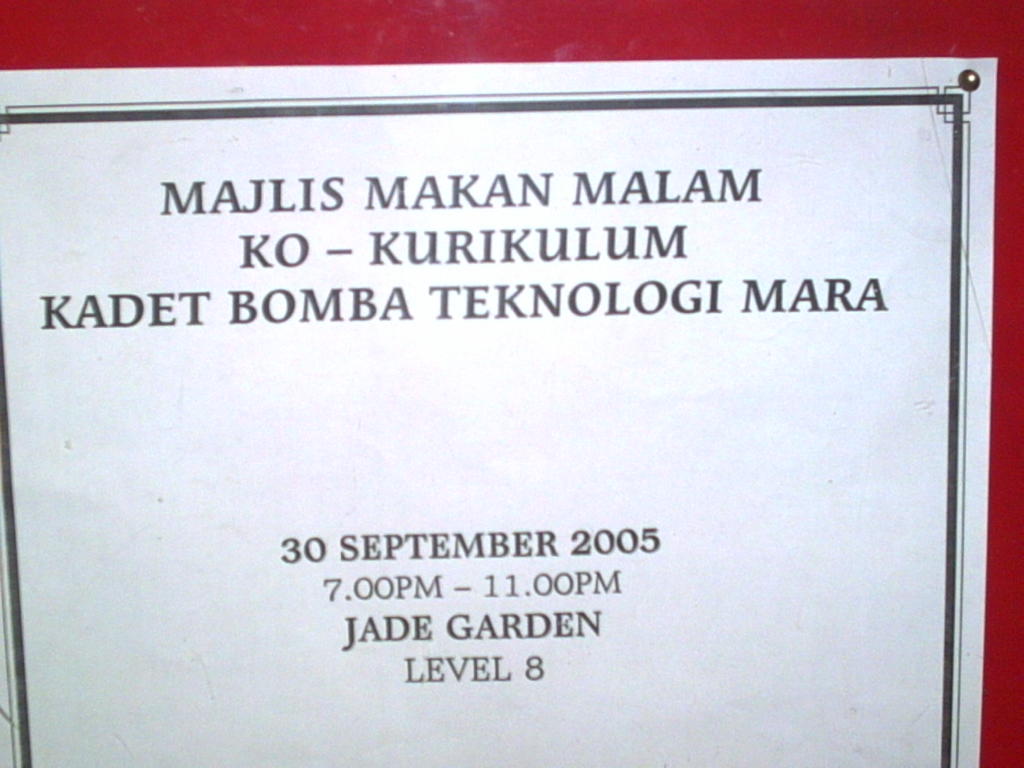 MAJLIS MAKAN MALAM
KO – KURIKULUM
KADET BOMBA TEKNOLOGI MARA
30 SEPTEMBER 2005
7.00PM – 11.00PM
JADE GARDEN
LEVEL 8